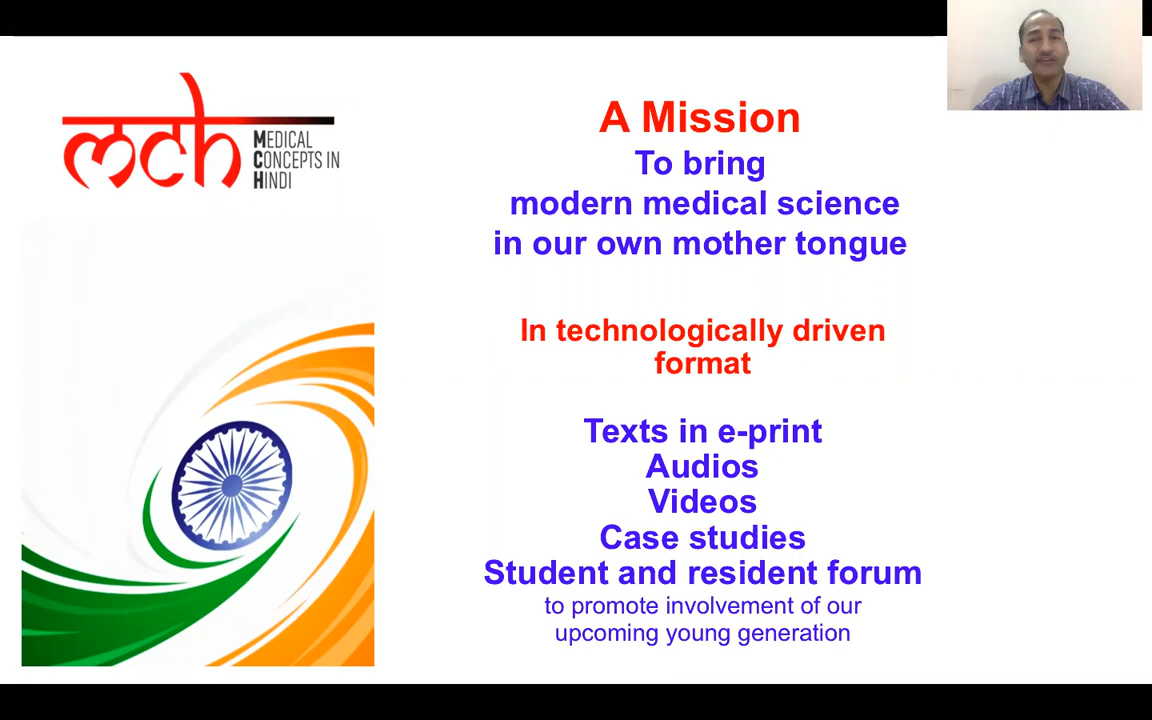 mch
MEDICAL
CONCEPTS IN
HINDI
A Mission
To bring
modern medical science
in our own mother tongue
In technologically driven
format
Texts in e-print
Audios
Videos
Case studies
Student and resident forum
to promote involvement of our
upcoming young generation